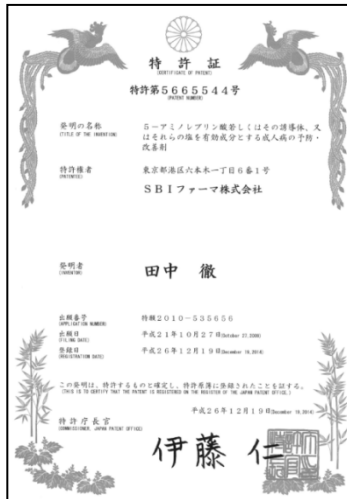 特許証
(CERTIFICATE OF PATENT)
特許第5665544号
(PATENT NUMBER)
発明の名称
(TITLE OF THE INVENTION)
5-アミノレブリン酸若しくはその誘導体、又
はそれらの塩を有効成分とする成人病の予防・
改善剤
特許権者
(PATENTEE)
東京都港区六本木一丁目6番1号
SBIファーマ株式会社
発明者
(INVENTOR)
田中 徹
出願番号
(APPLICATION NUMBER)
特願2010-535656
出願日
(FILING DATE)
平成21年10月27日(October 27,2009)
登録日
(REGISTRATION DATE)
平成26年12月19日(December 19,2014)
この発明は、特許するものと確定し、特許原簿に登録されたことを証する。
(THIS IS TO CERTIFY THAT THE PATENT IS REGISTERED ON THE REGISTER OF THE JAPAN PATENT OFFICE.)
平成26年12月19日(December 19,2014)
特許庁長官
(COMMISSIONER, JAPAN PATENT OFFICE)
伊藤 仁